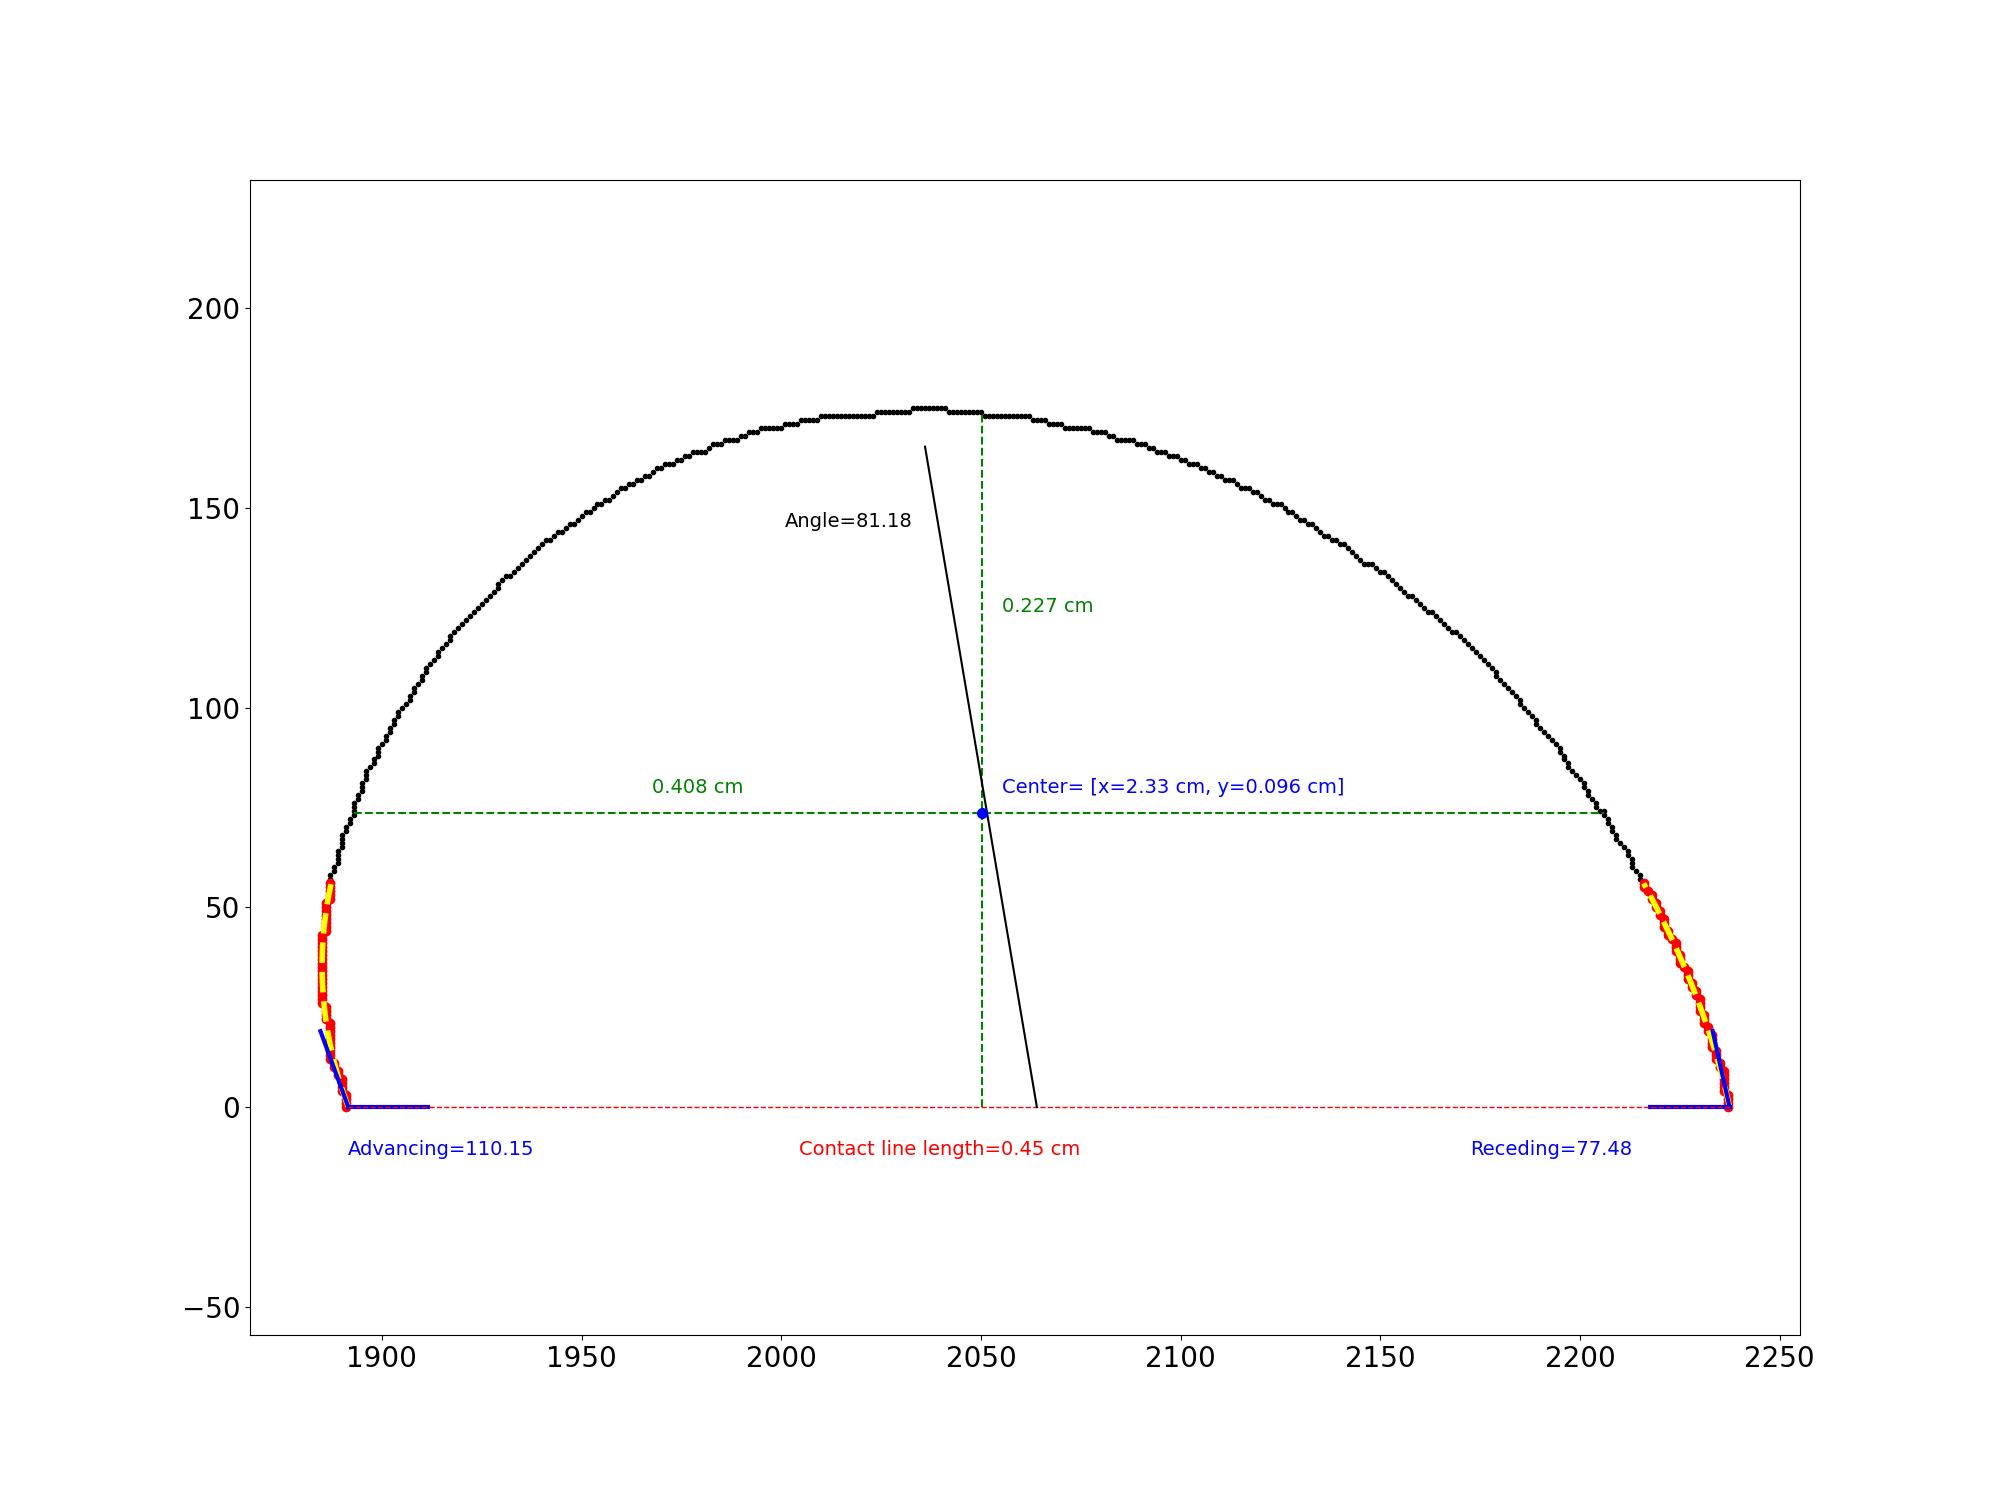 200
150
Angle=81.18
0.227 cm
100
0.408 cm
Center= [x=2.33 cm, y=0.096 cm]
50
0
Advancing=110.15
Contact line length=0.45 cm
Receding=77.48
−50
1900
1950
2000
2050
2100
2150
2200
2250